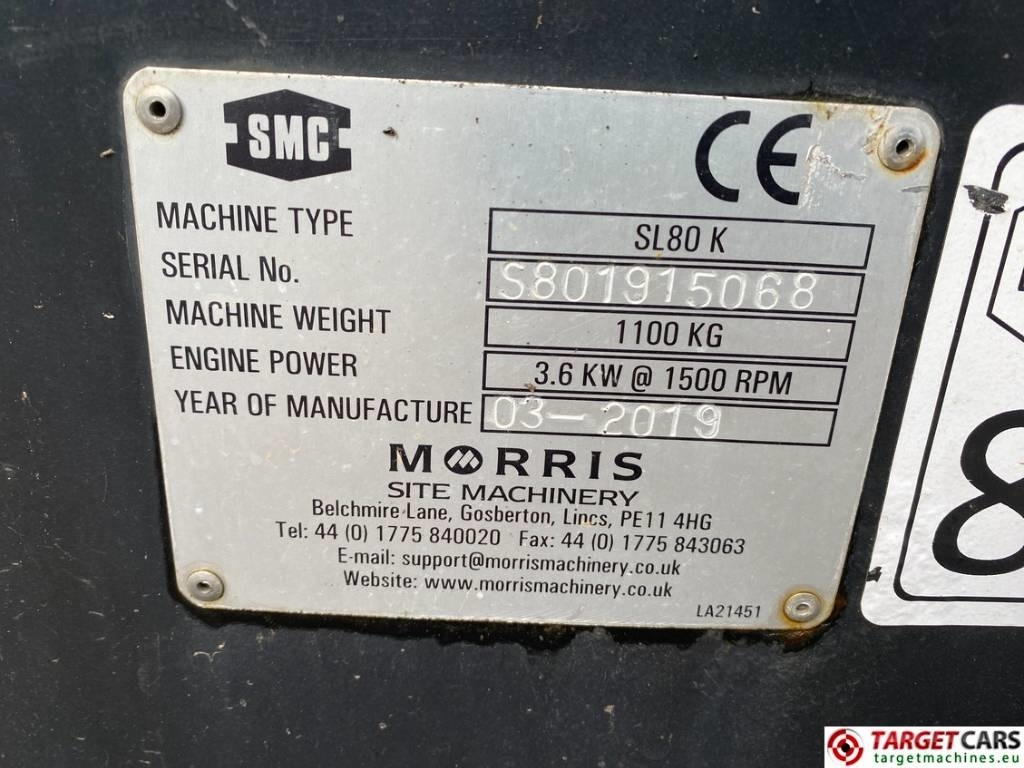 SMC
CE
MACHINE TYPE SL80 K
SERIAL No. S801915068
MACHINE WEIGHT 1100 KG
ENGINE POWER 3.6 KW @ 1500 RPM
YEAR OF MANUFACTURE 03-2019
MORRIS
SITE MACHINERY
Belchmire Lane, Gosberton, Lincs, PE11 4HG
Tel: 44 (0) 1775 840020 Fax: 44 (0) 1775 843063
E-mail: support@morrismachinery.co.uk
Website: www.morrismachinery.co.uk
LA21451
8
TARGETCARS
targetmachines.eu